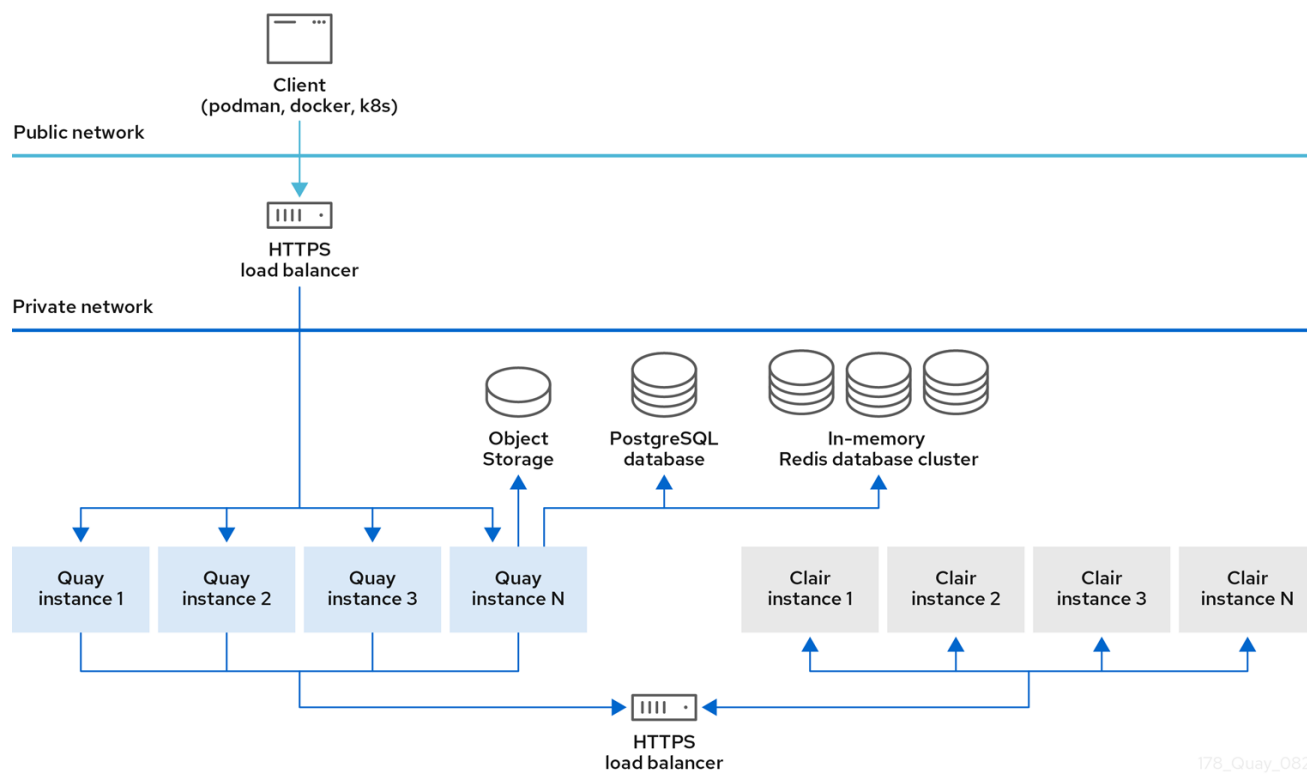 Client
(podman, docker, k8s)
Public network
HTTPS
load balancer
Private network
Object
Storage
PostgreSQL
database
In-memory
Redis database cluster
Quay
instance 1
Quay
instance 2
Quay
instance 3
Quay
instance N
Clair
instance 1
Clair
instance 2
Clair
instance 3
Clair
instance N
HTTPS
load balancer
178_Quay_082